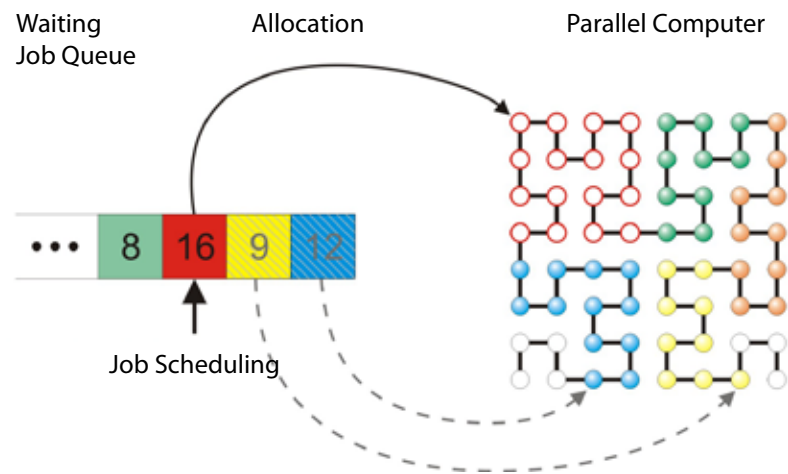 Waiting
Job Queue
Allocation
Parallel Computer
••• 8 16 9 12
Job Scheduling